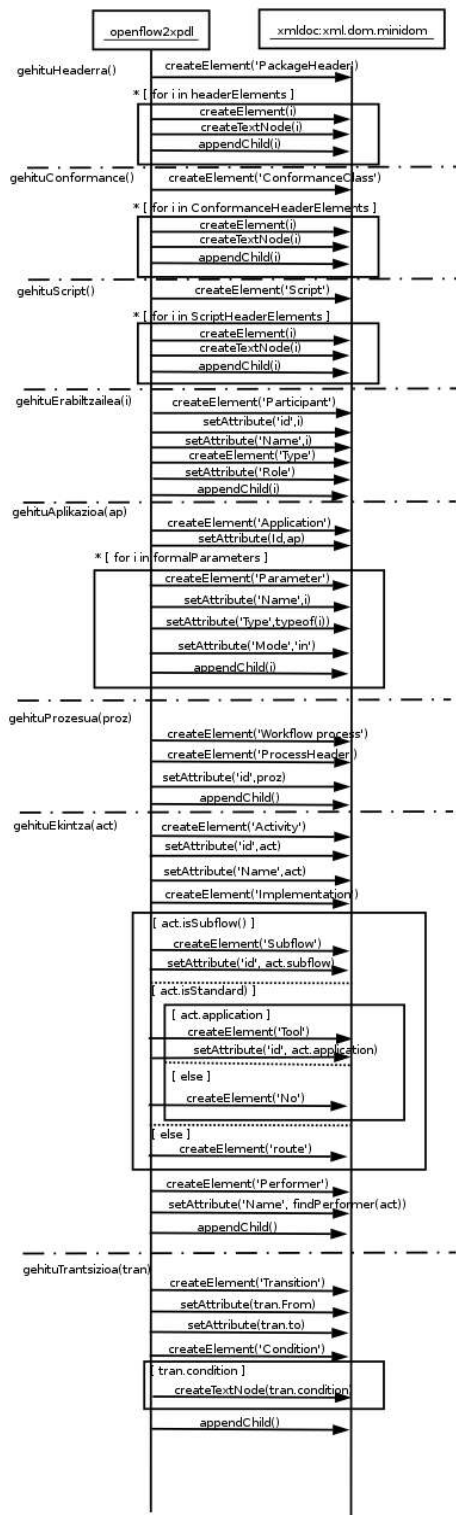 openflow2xpdl
xmldoc:xml.dom.minidom
gehituHeaderra()
createElement('PackageHeader)
* [ for i in headerElements ]
createElement(i)
createTextNode(i)
appendChild(i)
gehituConformance()
createElement('ConformanceClass)
* [ for i in ConformanceHeaderElements ]
createElement(i)
createTextNode(i)
appendChild(i)
gehituScript()
createElement('Script')
* [ for i in ScriptHeaderElements ]
createElement(i)
createTextNode(i)
appendChild(i)
gehituErabiltzailea(i)
createElement('Participant')
setAttribute('id',i)
setAttribute('Name',i)
createElement('Type')
setAttribute('Role')
appendChild(i)
gehituAplikazioa(ap)
createElement('Application')
setAttribute(Id,ap)
* [ for i in formalParameters ]
createElement('Parameter')
setAttribute('Name',i)
setAttribute('Type',typeof(i))
setAttribute('Mode','in')
appendChild(i)
gehituProzesua(proz)
createElement('Workflow process')
createElement('ProcessHeader')
setAttribute('id',proz)
appendChild()
gehituEkintza(act)
createElement('Activity')
setAttribute('id',act)
setAttribute('Name',act)
createElement('Implementation')
[ act.isSubflow() ]
createElement('Subflow')
setAttribute('id', act.subflow)
[ act.isStandard) ]
[ act.application ]
createElement('Tool')
setAttribute('id', act.application)
[ else ]
createElement('No')
[ else ]
createElement('route')
createElement('Performer')
setAttribute('Name', findPerformer(act))
appendChild()
gehituTrantsizioa(tran)
createElement('Transition')
setAttribute(tran.From)
setAttribute(tran.to)
createElement('Condition')
[ tran.condition ]
createTextNode(tran.condition)
appendChild()